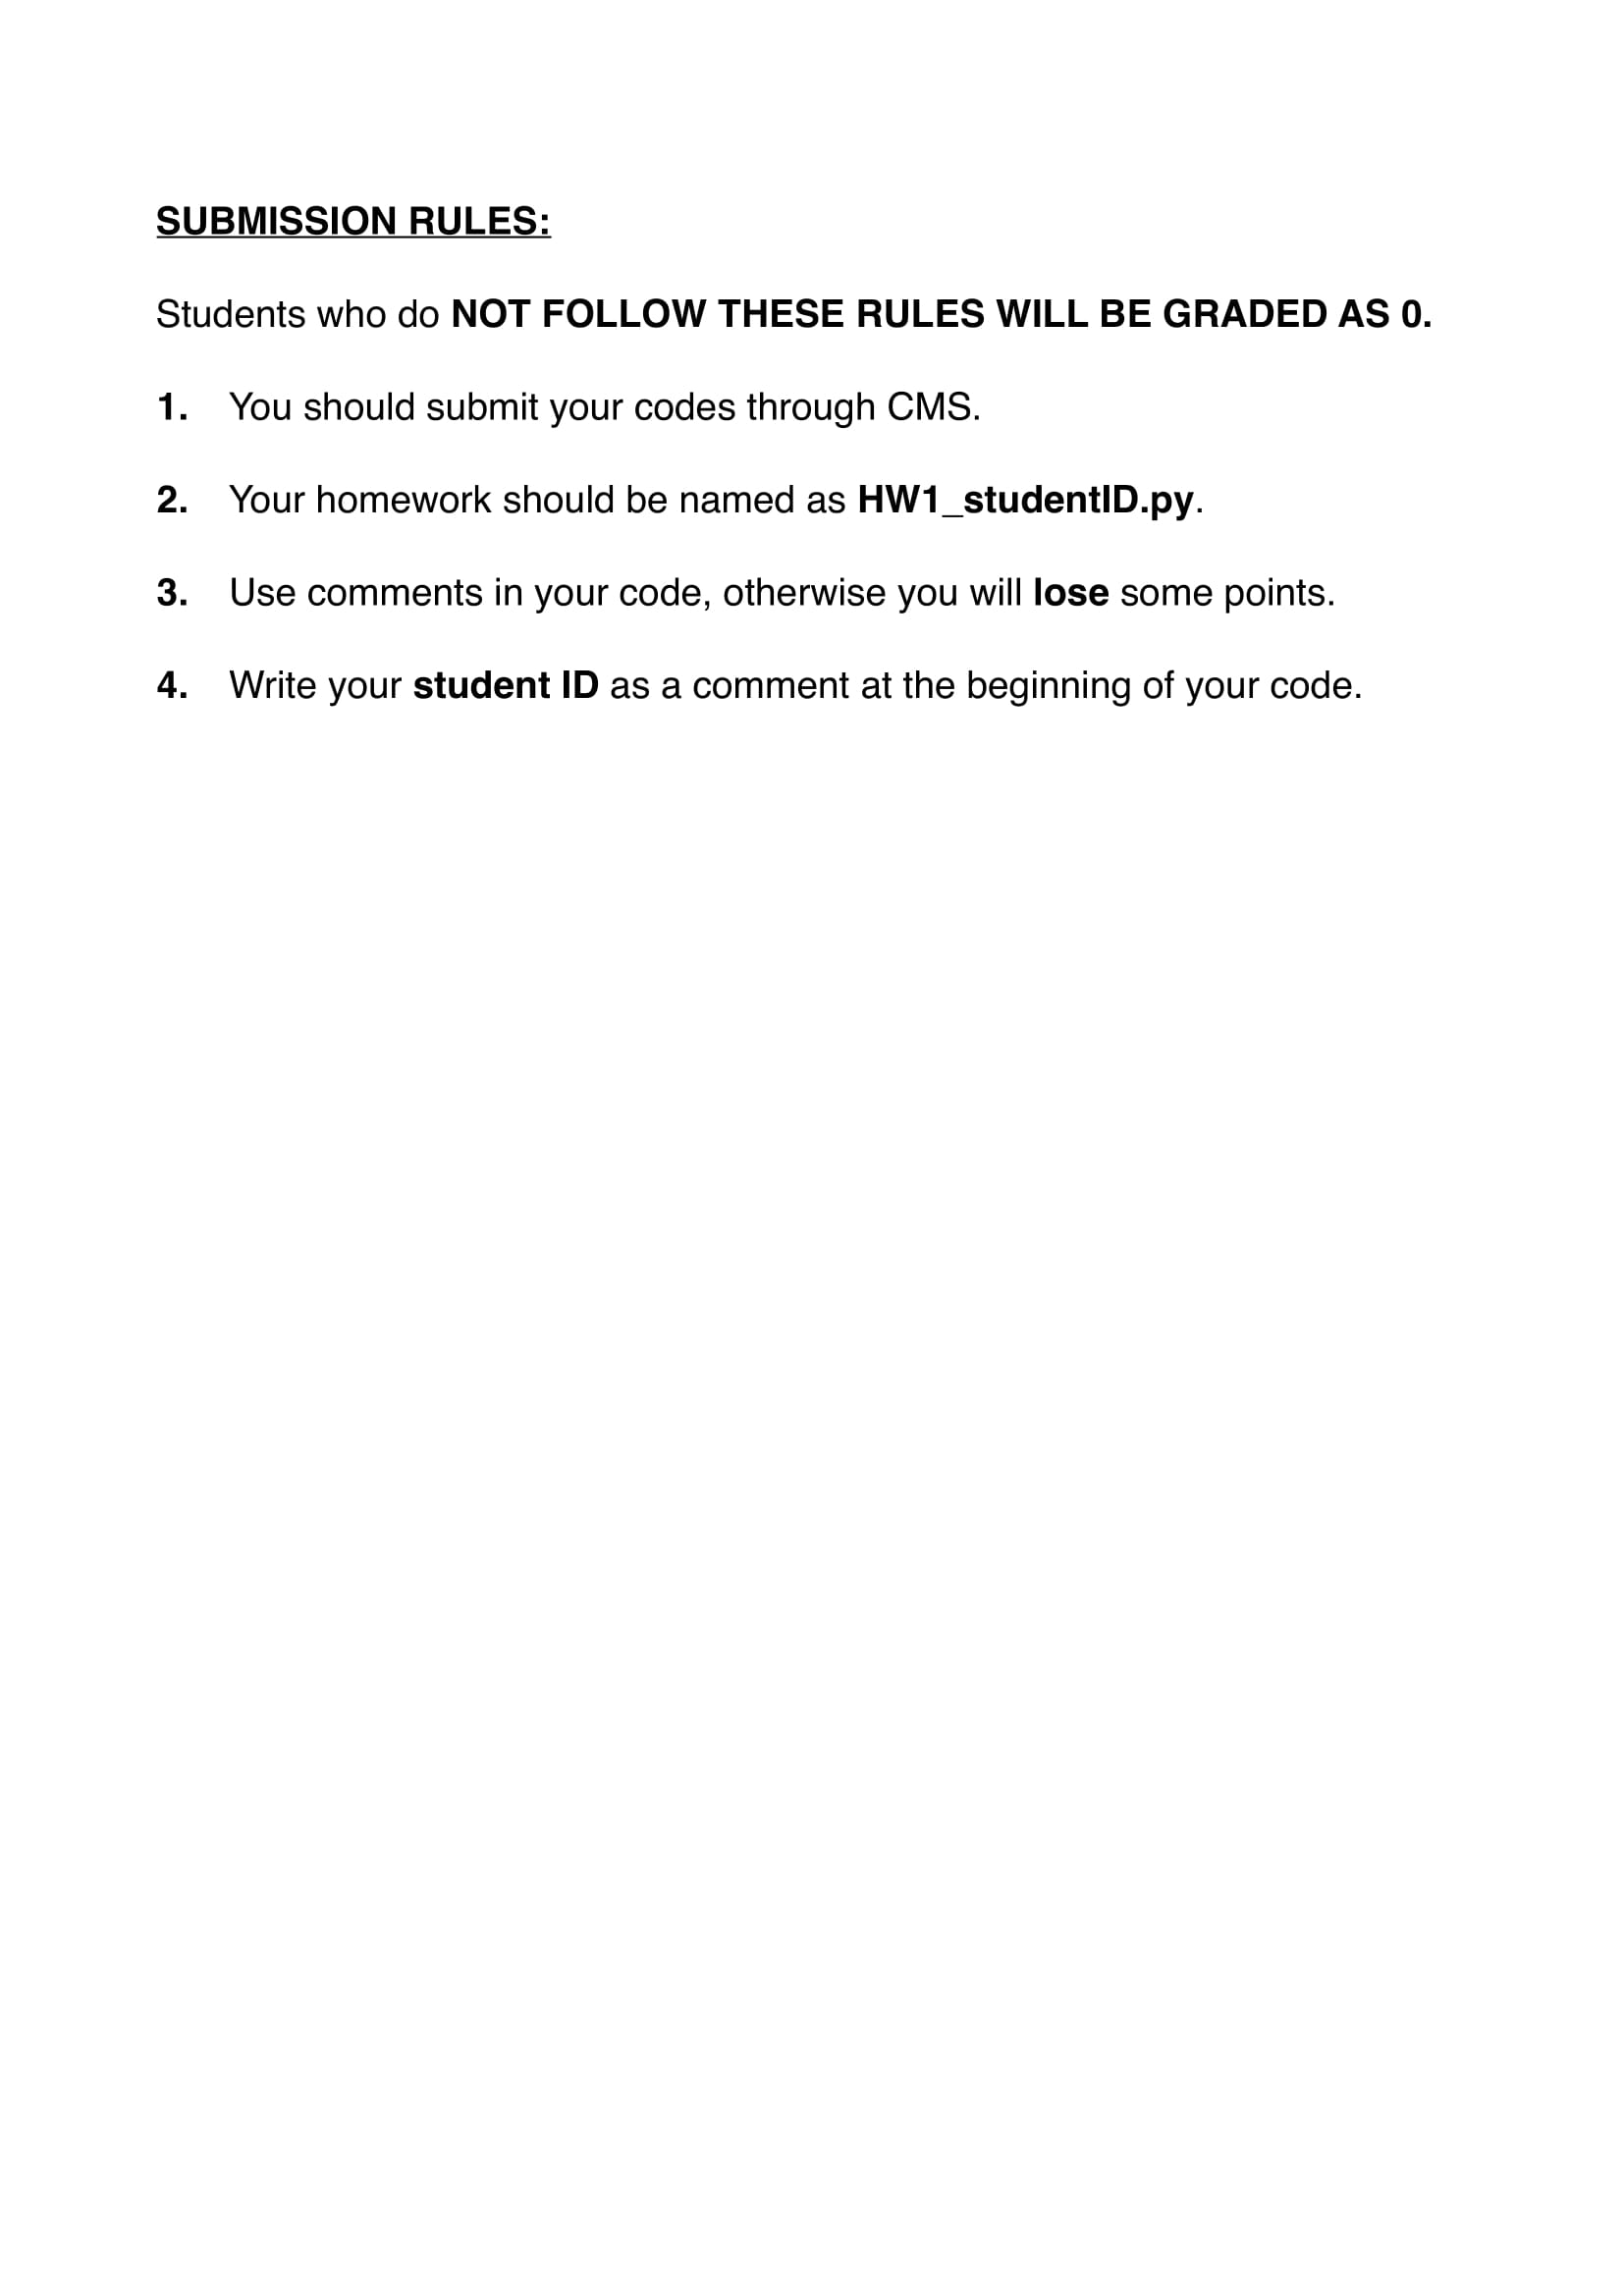 SUBMISSION RULES:
Students who do NOT FOLLOW THESE RULES WILL BE GRADED AS 0.
1. You should submit your codes through CMS.
2. Your homework should be named as HW1_studentID.py.
3. Use comments in your code, otherwise you will lose some points.
4. Write your student ID as a comment at the beginning of your code.